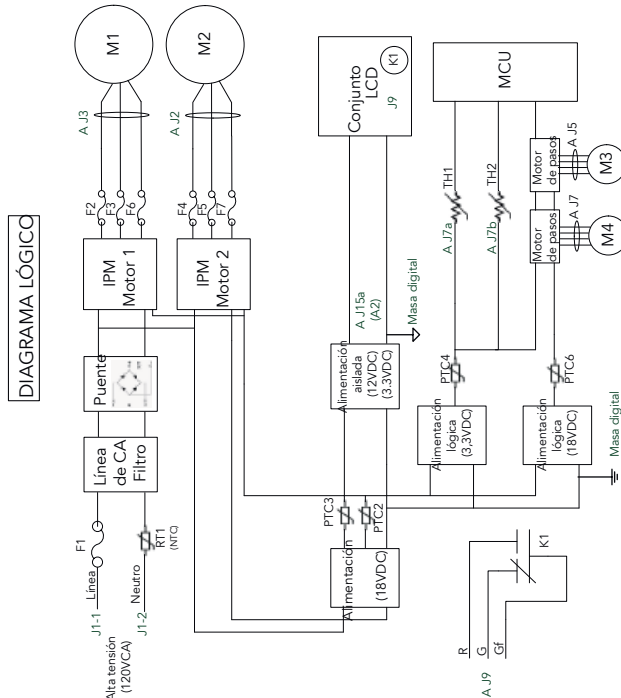 DIAGRAMA LÓGICO
M1
M2
A J3
A J2
F2
F3
F6
F4
F5
F7
IPM
Motor 1
IPM
Motor 2
Puente
Línea
de CA
Filtro
F1
RT1
(NTC)
Línea
Neutro
J1-1
J1-2
Alta tensión
(120VCA)
Conjunto
LCD
K1
J9
A J15a
(A2)
Masa digital
Alimentación
aislada
(12VDC)
(3.3VDC)
PTC3
PTC2
Alimentación
(18VDC)
MCU
TH1
A J7a
TH2
A J7b
Motor
de pasos
A J5
M3
Motor
de pasos
A J7
M4
PTC4
PTC6
Alimentación
lógica
(3,3VDC)
Alimentación
lógica
(18VDC)
Masa digital
R
G
Gf
K1
A J9